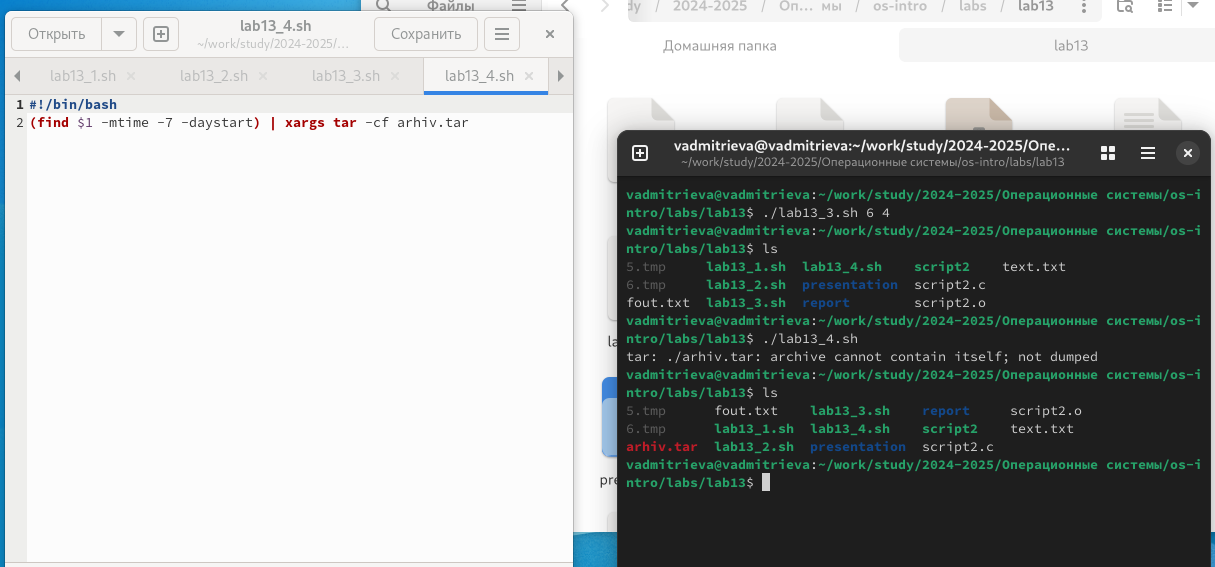 Файлы
dy / 2024-2025 / Оп… мы / os-intro / labs / lab13
Домашняя папка
lab13
Открыть
lab13_4.sh
~/work/study/2024-2025/…
Сохранить
lab13_1.sh
lab13_2.sh
lab13_3.sh
lab13_4.sh
1 #!/bin/bash
2 (find $1 -mtime -7 -daystart) | xargs tar -cf arhiv.tar
la
pre
vadmitrieva@vadmitrieva:~/work/study/2024-2025/Опе…
~/work/study/2024-2025/Операционные системы/os-intro/labs/lab13
vadmitrieva@vadmitrieva:~/work/study/2024-2025/Операционные системы/os-i
ntro/labs/lab13$ ./lab13_3.sh 6 4
vadmitrieva@vadmitrieva:~/work/study/2024-2025/Операционные системы/os-i
ntro/labs/lab13$ ls
5.tmp lab13_1.sh lab13_4.sh script2 text.txt
6.tmp lab13_2.sh presentation script2.c
fout.txt lab13_3.sh report script2.o
vadmitrieva@vadmitrieva:~/work/study/2024-2025/Операционные системы/os-i
ntro/labs/lab13$ ./lab13_4.sh
tar: ./arhiv.tar: archive cannot contain itself; not dumped
vadmitrieva@vadmitrieva:~/work/study/2024-2025/Операционные системы/os-i
ntro/labs/lab13$ ls
5.tmp fout.txt lab13_3.sh report script2.o
6.tmp lab13_1.sh lab13_4.sh script2 text.txt
arhiv.tar lab13_2.sh presentation script2.c
vadmitrieva@vadmitrieva:~/work/study/2024-2025/Операционные системы/os-i
ntro/labs/lab13$